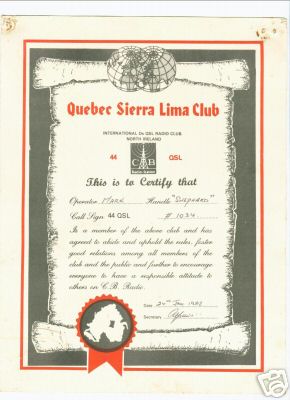 Quebec Sierra Lima Club
INTERNATIONAL Dx QSL RADIO CLUB
NORTH IRELAND
44 CB QSL
This is to Certify that
Operator MARK Handle "SHEPHARD"
Call Sign 44 QSL # 1034
Is a member of the above club and has
agreed to abide and uphold the rules, foster
good relations among all members of the
club and the public and further to encourage
everyone to have a responsible attitude to
others on C.B. Radio.
Date 24th Jan 1987
Secretary
ebay